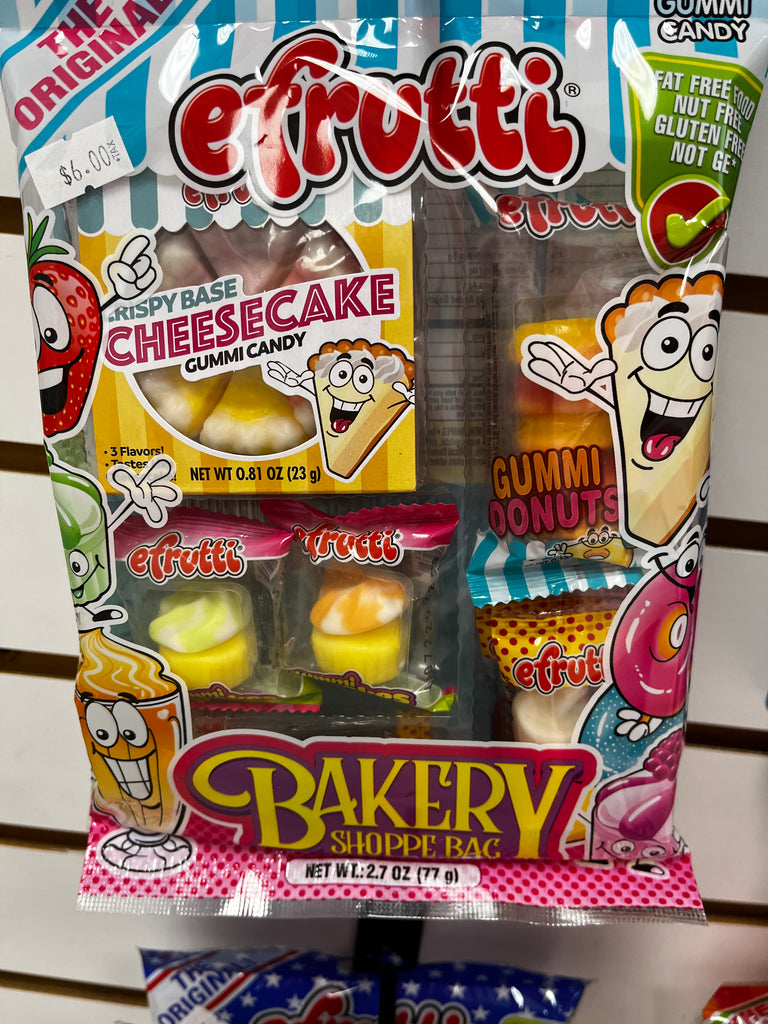 THE
ORIGINAL
efrutti®
GUMMI
CANDY
FAT FREE FOOD
NUT FREE
GLUTEN FREE
NOT GE*
$6.00 +TAX
efrutti
CRISPY BASE
CHEESECAKE
GUMMI CANDY
• 3 Flavors!
NET WT 0.81 OZ (23 g)
GUMMI
DONUTS
efrutti
efrutti
efrutti
BAKERY
SHOPPE BAG
NET WT.: 2.7 OZ (77 g)
THE
ORIGINAL
efrutti